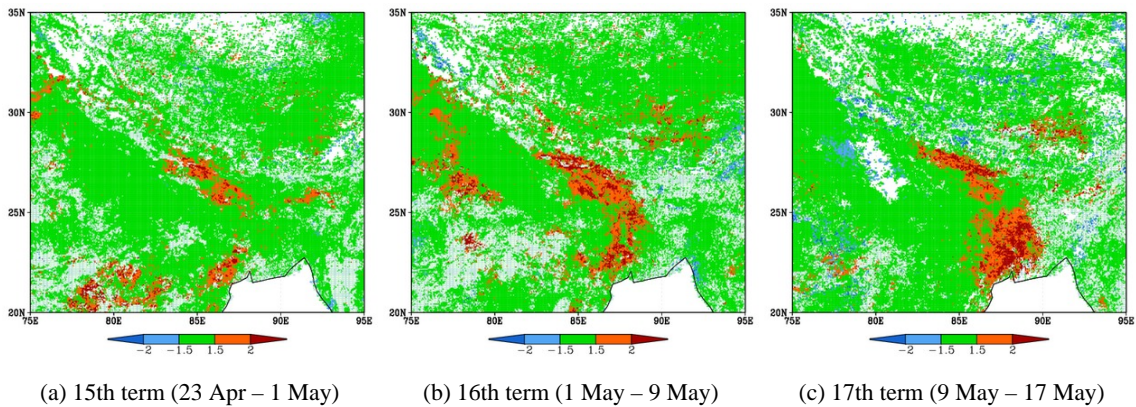 35N
30N
25N
20N
75E 80E 85E 90E 95E
-2 -1.5 1.5 2
(a) 15th term (23 Apr – 1 May)
35N
30N
25N
20N
75E 80E 85E 90E 95E
-2 -1.5 1.5 2
(b) 16th term (1 May – 9 May)
35N
30N
25N
20N
75E 80E 85E 90E 95E
-2 -1.5 1.5 2
(c) 17th term (9 May – 17 May)